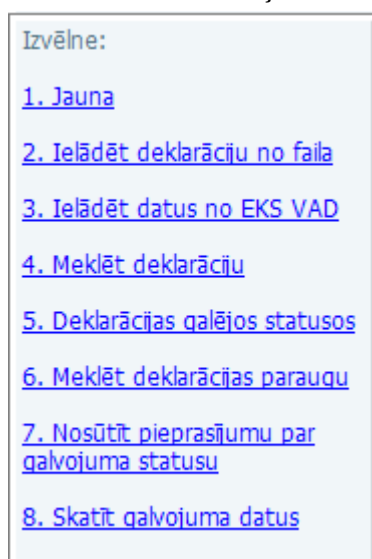 Izvēlne:
1. Jauna
2. Ielādēt deklarāciju no faila
3. Ielādēt datus no EKS VAD
4. Meklēt deklarāciju
5. Deklarācijas galējos statusos
6. Meklēt deklarācijas paraugu
7. Nosūtīt pieprasījumu par
galvojuma statusu
8. Skatīt galvojuma datus